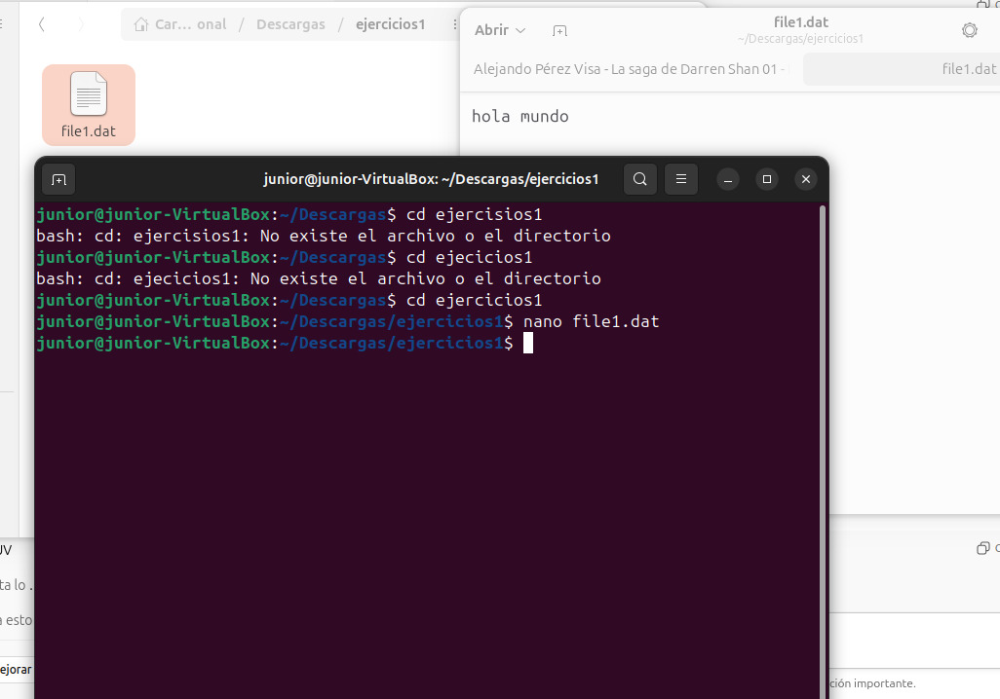 Car... onal / Descargas / ejercicios1
file1.dat
Abrir
file1.dat
~/Descargas/ejercicios1
Alejando Pérez Visa - La saga de Darren Shan 01 -
file1.dat
hola mundo
junior@junior-VirtualBox: ~/Descargas/ejercicios1
junior@junior-VirtualBox:~/Descargas$ cd ejercisios1
bash: cd: ejercisios1: No existe el archivo o el directorio
junior@junior-VirtualBox:~/Descargas$ cd ejecicios1
bash: cd: ejecicios1: No existe el archivo o el directorio
junior@junior-VirtualBox:~/Descargas$ cd ejercicios1
junior@junior-VirtualBox:~/Descargas/ejercicios1$ nano file1.dat
junior@junior-VirtualBox:~/Descargas/ejercicios1$
ta lo .
a esto
ejorar
ción importante.